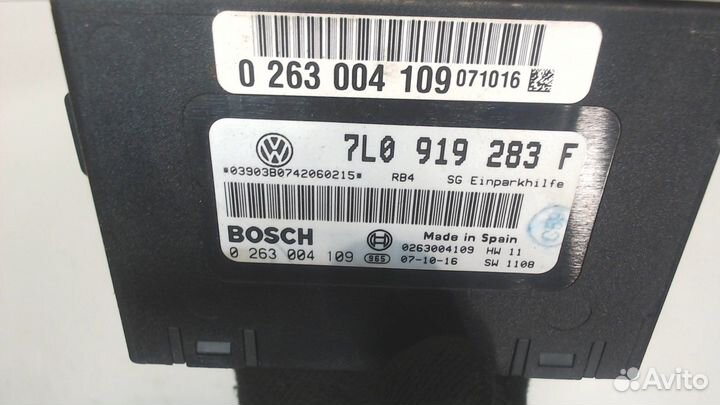 0 263 004 109 071016
7L0 919 283 F
*03903B0742060215* RB4 SG Einparkhilfe
BOSCH Made in Spain
0263004109 HW 11
0 263 004 109 965 07-10-16 SW 1108
Avito